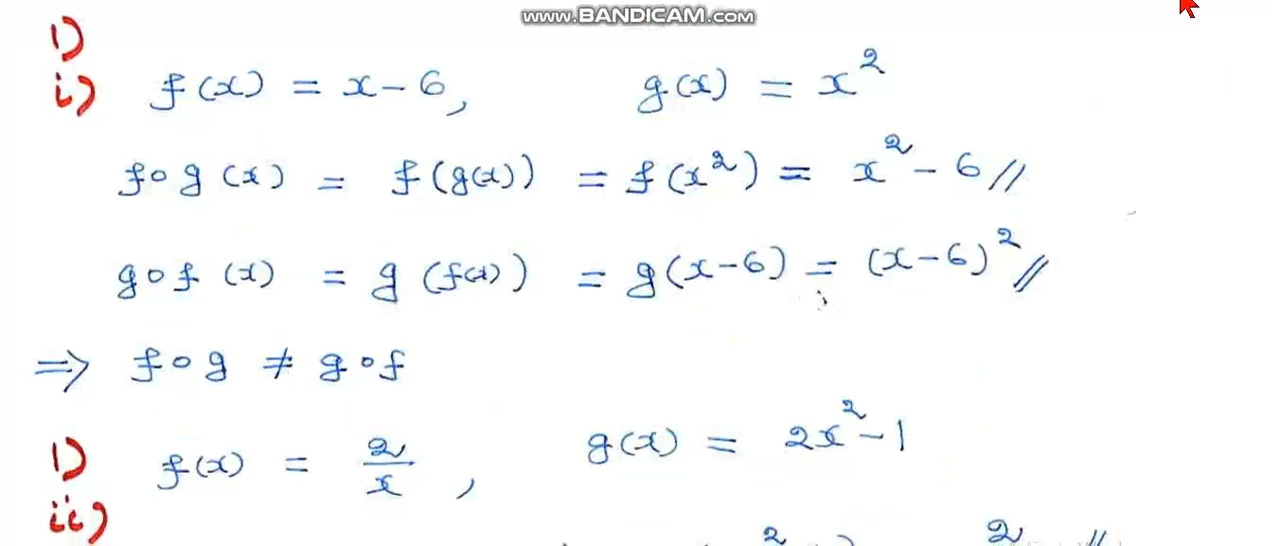 www.BANDICAM.com
1)
i) f(x) = x - 6, g(x) = x²
f∘g(x) = f(g(x)) = f(x²) = x² - 6 //
g∘f(x) = g(f(x)) = g(x-6) = (x-6)² //
⇒ f∘g ≠ g∘f
1) f(x) = 2/x, g(x) = 2x² - 1
ii)